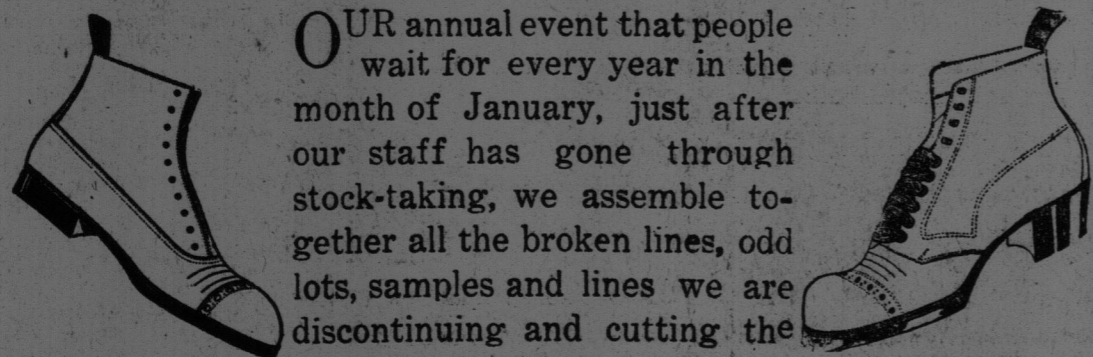 OUR annual event that people
wait for every year in the
month of January, just after
our staff has gone through
stock-taking, we assemble to-
gether all the broken lines, odd
lots, samples and lines we are
discontinuing and cutting the